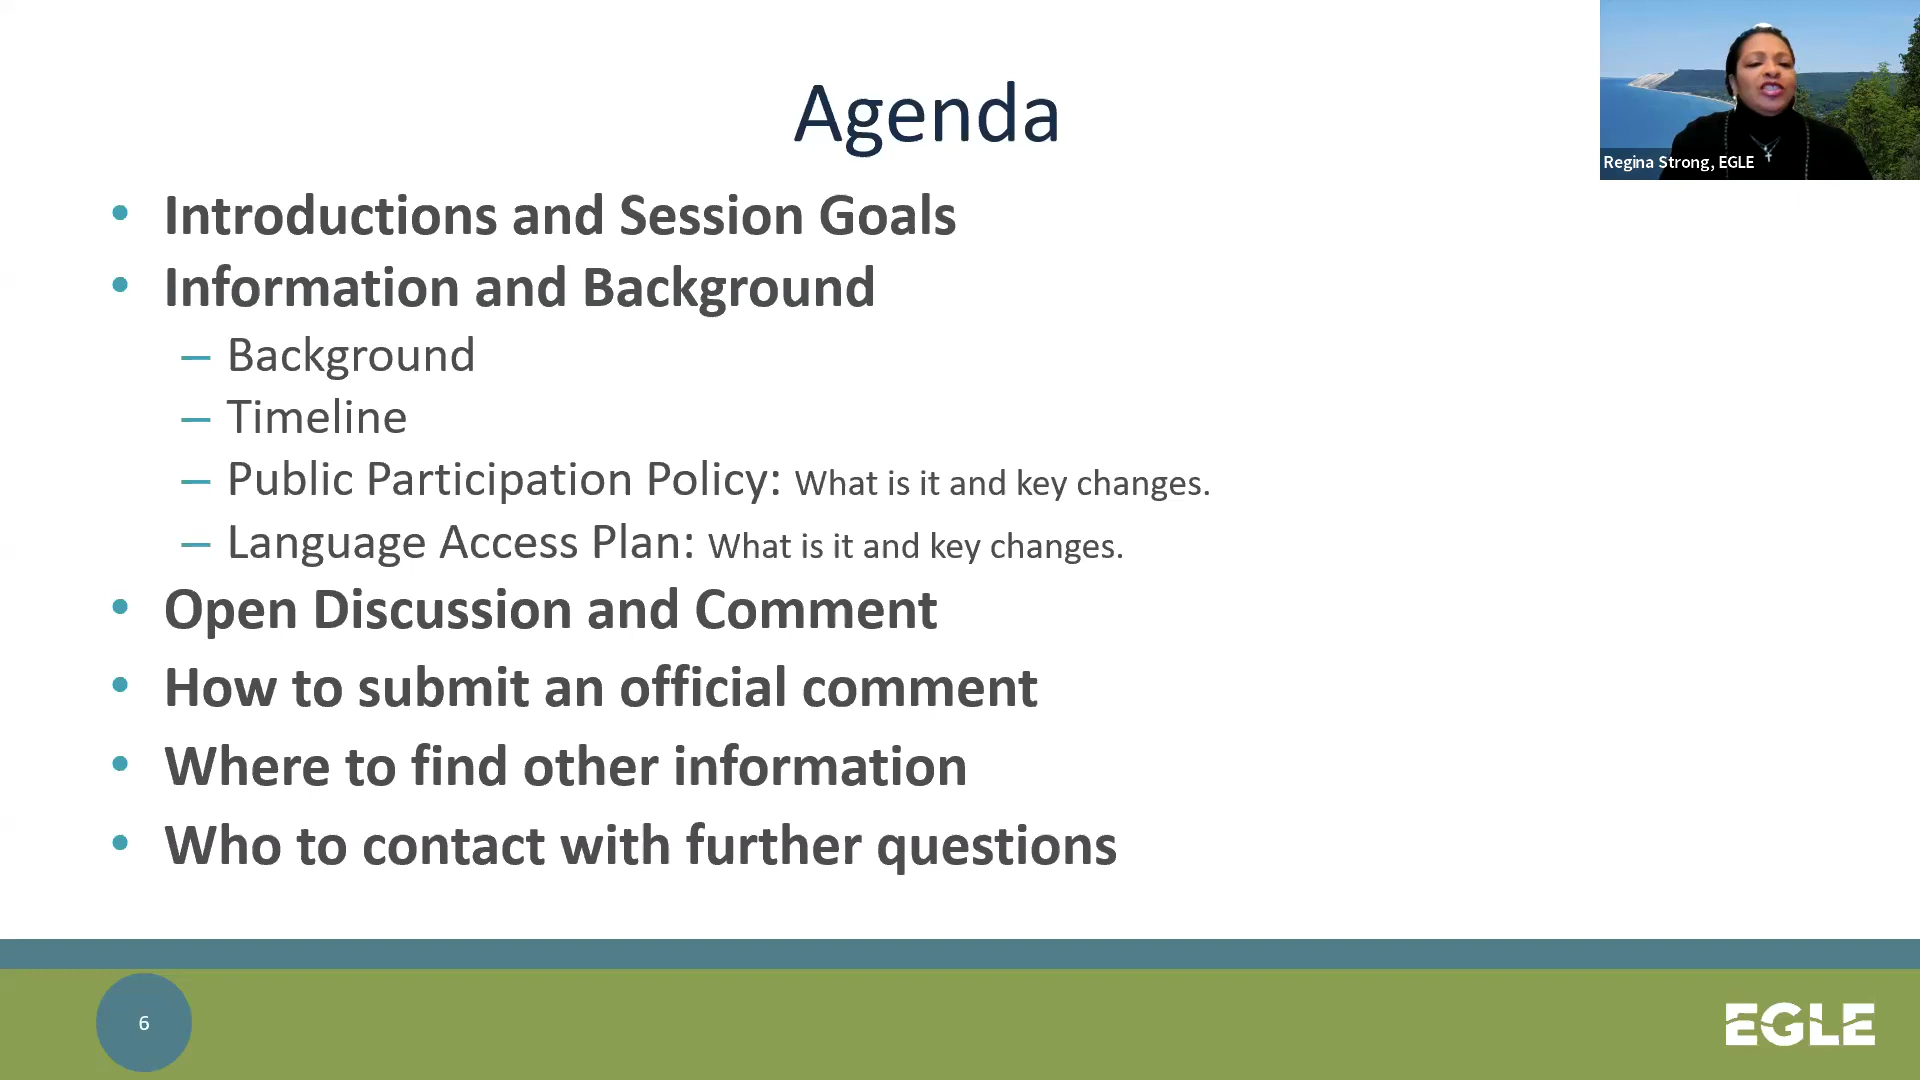 Agenda
Regina Strong, EGLE
• Introductions and Session Goals
• Information and Background
– Background
– Timeline
– Public Participation Policy: What is it and key changes.
– Language Access Plan: What is it and key changes.
• Open Discussion and Comment
• How to submit an official comment
• Where to find other information
• Who to contact with further questions
6
EGLE